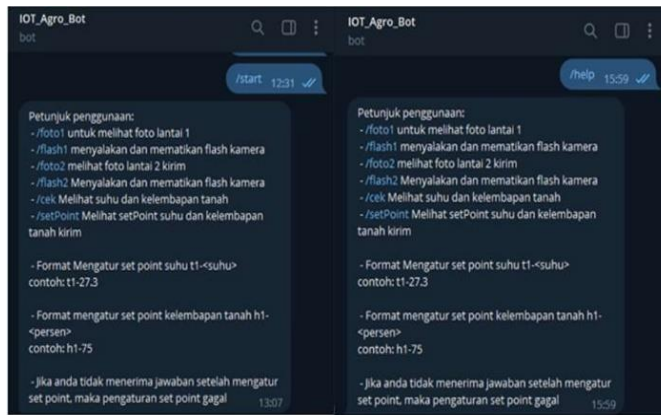 IOT_Agro_Bot
bot
/start 12:31
Petunjuk penggunaan:
- /foto1 untuk melihat foto lantai 1
- /flash1 menyalakan dan mematikan flash kamera
- /foto2 melihat foto lantai 2 kirim
- /flash2 Menyalakan dan mematikan flash kamera
- /cek Melihat suhu dan kelembapan tanah
- /setPoint Melihat setPoint suhu dan kelembapan
tanah kirim
- Format Mengatur set point suhu t1-<suhu>
contoh: t1-27.3
- Format mengatur set point kelembapan tanah h1-
<persen>
contoh: h1-75
- Jika anda tidak menerima jawaban setelah mengatur
set point, maka pengaturan set point gagal 13:07
IOT_Agro_Bot
bot
/help 15:59
Petunjuk penggunaan:
- /foto1 untuk melihat foto lantai 1
- /flash1 menyalakan dan mematikan flash kamera
- /foto2 melihat foto lantai 2 kirim
- /flash2 Menyalakan dan mematikan flash kamera
- /cek Melihat suhu dan kelembapan tanah
- /setPoint Melihat setPoint suhu dan kelembapan
tanah kirim
- Format Mengatur set point suhu t1-<suhu>
contoh: t1-27.3
- Format mengatur set point kelembapan tanah h1-
<persen>
contoh: h1-75
- Jika anda tidak menerima jawaban setelah mengatur
set point, maka pengaturan set point gagal 15:59